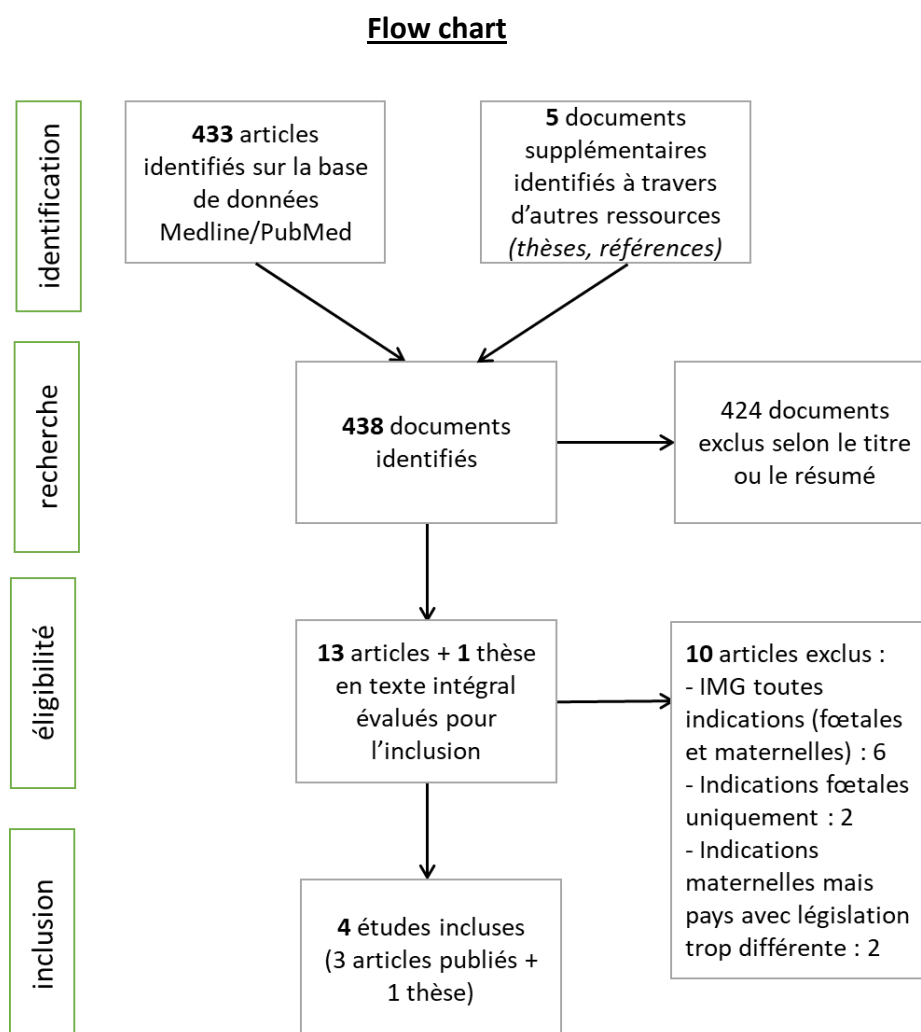 Flow chart
identification
433 articles
identifiés sur la base
de données
Medline/PubMed
5 documents
supplémentaires
identifiés à travers
d'autres ressources
(thèses, références)
recherche
438 documents
identifiés
424 documents
exclus selon le titre
ou le résumé
éligibilité
13 articles + 1 thèse
en texte intégral
évalués pour
l'inclusion
10 articles exclus :
- IMG toutes
indications (fœtales
et maternelles) : 6
- Indications fœtales
uniquement : 2
- Indications
maternelles mais
pays avec législation
trop différente : 2
inclusion
4 études incluses
(3 articles publiés +
1 thèse)